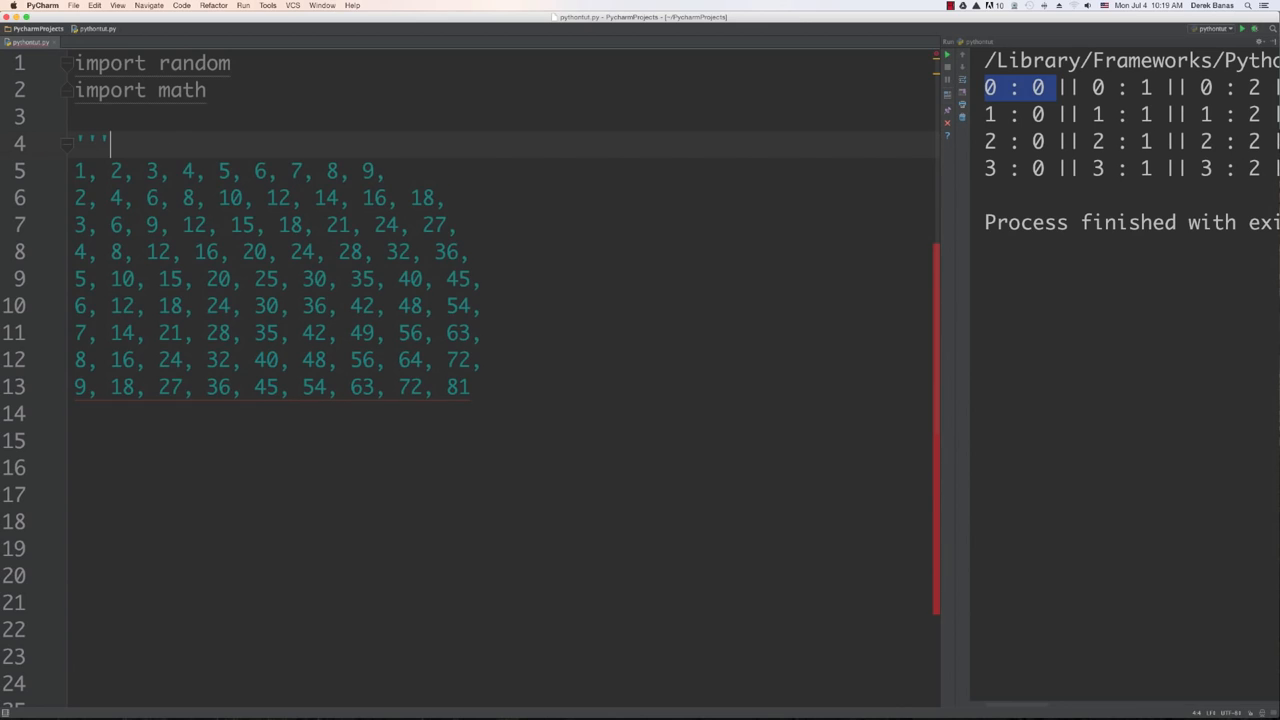 PyCharm File Edit View Navigate Code Refactor Run Tools VCS Window Help 10 Mon Jul 4 10:19 AM Derek Banas
pythontut.py - PycharmProjects - [~/PycharmProjects]
PycharmProjects pythontut.py pythontut
pythontut.py
Run pythontut
1 import random
2 import math
3
4 '''
5 1, 2, 3, 4, 5, 6, 7, 8, 9,
6 2, 4, 6, 8, 10, 12, 14, 16, 18,
7 3, 6, 9, 12, 15, 18, 21, 24, 27,
8 4, 8, 12, 16, 20, 24, 28, 32, 36,
9 5, 10, 15, 20, 25, 30, 35, 40, 45,
10 6, 12, 18, 24, 30, 36, 42, 48, 54,
11 7, 14, 21, 28, 35, 42, 49, 56, 63,
12 8, 16, 24, 32, 40, 48, 56, 64, 72,
13 9, 18, 27, 36, 45, 54, 63, 72, 81
14
15
16
17
18
19
20
21
22
23
24
/Library/Frameworks/Pytho
0 : 0 || 0 : 1 || 0 : 2 |
1 : 0 || 1 : 1 || 1 : 2 |
2 : 0 || 2 : 1 || 2 : 2 |
3 : 0 || 3 : 1 || 3 : 2 |
Process finished with exi
4:4 LF‡ UTF-8‡